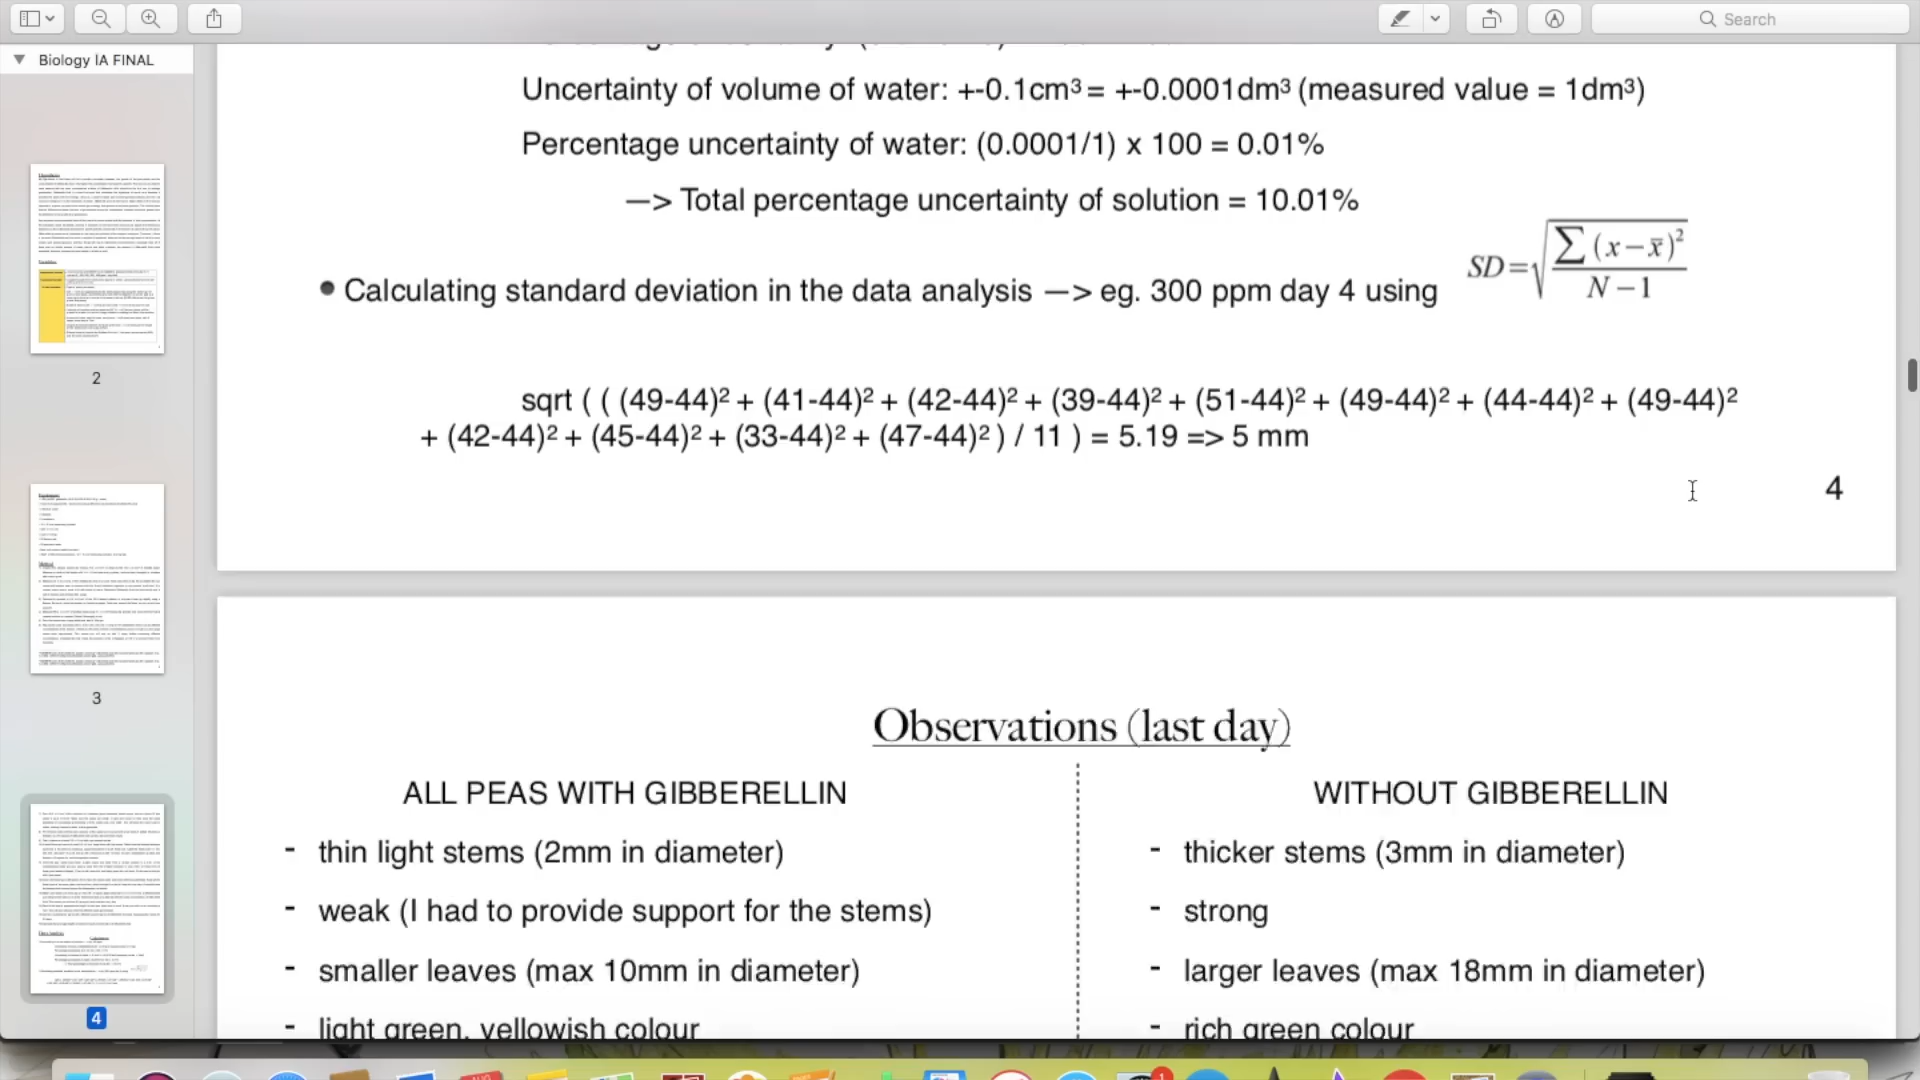 Search
Biology IA FINAL
2
3
4
Uncertainty of volume of water: +-0.1cm³ = +-0.0001dm³ (measured value = 1dm³)
Percentage uncertainty of water: (0.0001/1) x 100 = 0.01%
—> Total percentage uncertainty of solution = 10.01%
• Calculating standard deviation in the data analysis —> eg. 300 ppm day 4 using SD=√(∑(x−x̄)²/(N−1))
sqrt ( ( ( (49-44)² + (41-44)² + (42-44)² + (39-44)² + (51-44)² + (49-44)² + (44-44)² + (49-44)²
+ (42-44)² + (45-44)² + (33-44)² + (47-44)² ) / 11 ) = 5.19 => 5 mm
4
Observations (last day)
ALL PEAS WITH GIBBERELLIN
- thin light stems (2mm in diameter)
- weak (I had to provide support for the stems)
- smaller leaves (max 10mm in diameter)
- light green, yellowish colour
WITHOUT GIBBERELLIN
- thicker stems (3mm in diameter)
- strong
- larger leaves (max 18mm in diameter)
- rich green colour